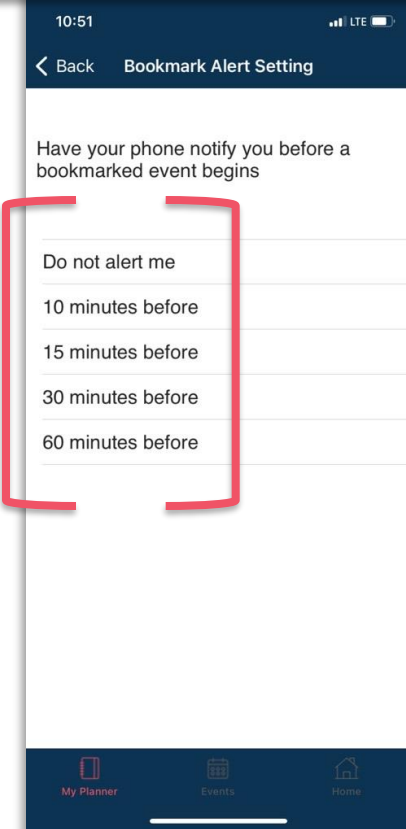 10:51
LTE
Back Bookmark Alert Setting
Have your phone notify you before a
bookmarked event begins
Do not alert me
10 minutes before
15 minutes before
30 minutes before
60 minutes before
My Planner Events Home